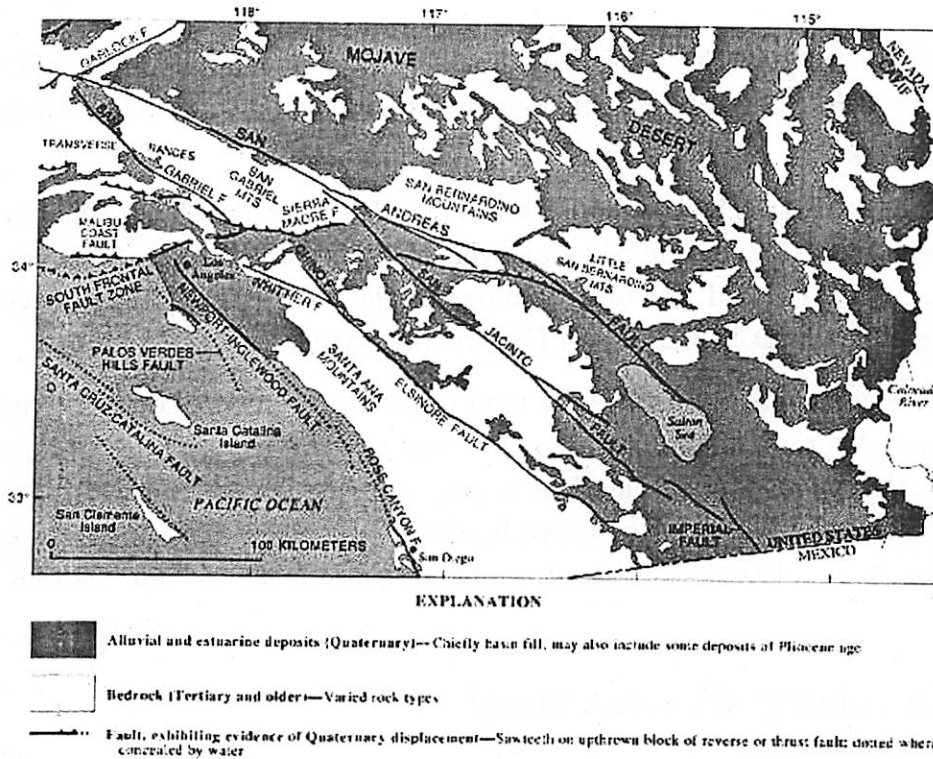 118° 117° 116° 115°
GARLOCK F.
MOJAVE
NEVADA
CALIF
SAN
SAN
DESERT
TRANSVERSE
RANGES
GABRIEL F.
SAN
GABRIEL
MTS
SIERRA
MADRE F
SAN BERNARDINO
MOUNTAINS
ANDREAS
MALIBU
COAST
FAULT
CHINO F.
LITTLE
SAN BERNARDINO
MTS
34°
Los
Angeles
WHITTIER F
SAN
SOUTH FRONTAL
FAULT ZONE
NEWPORT-INGLEWOOD FAULT
JACINTO
FAULT
PALOS VERDES
HILLS FAULT
SANTA ANA
MOUNTAINS
ELSINORE FAULT
Colorado
River
SANTA CRUZ-CATALINA FAULT
Salton
Sea
FAULT
Santa Catalina
Island
ROSE CANYON F.
33°
PACIFIC OCEAN
San Clemente
Island
IMPERIAL
FAULT
UNITED STATES
MEXICO
0 100 KILOMETERS
San Diego
EXPLANATION
Alluvial and estuarine deposits (Quaternary)—Chiefly basin fill, may also include some deposits of Pliocene age
Bedrock (Tertiary and older)—Varied rock types
Fault, exhibiting evidence of Quaternary displacement—Sawteeth on upthrown block of reverse or thrust fault; dotted where
concealed by water